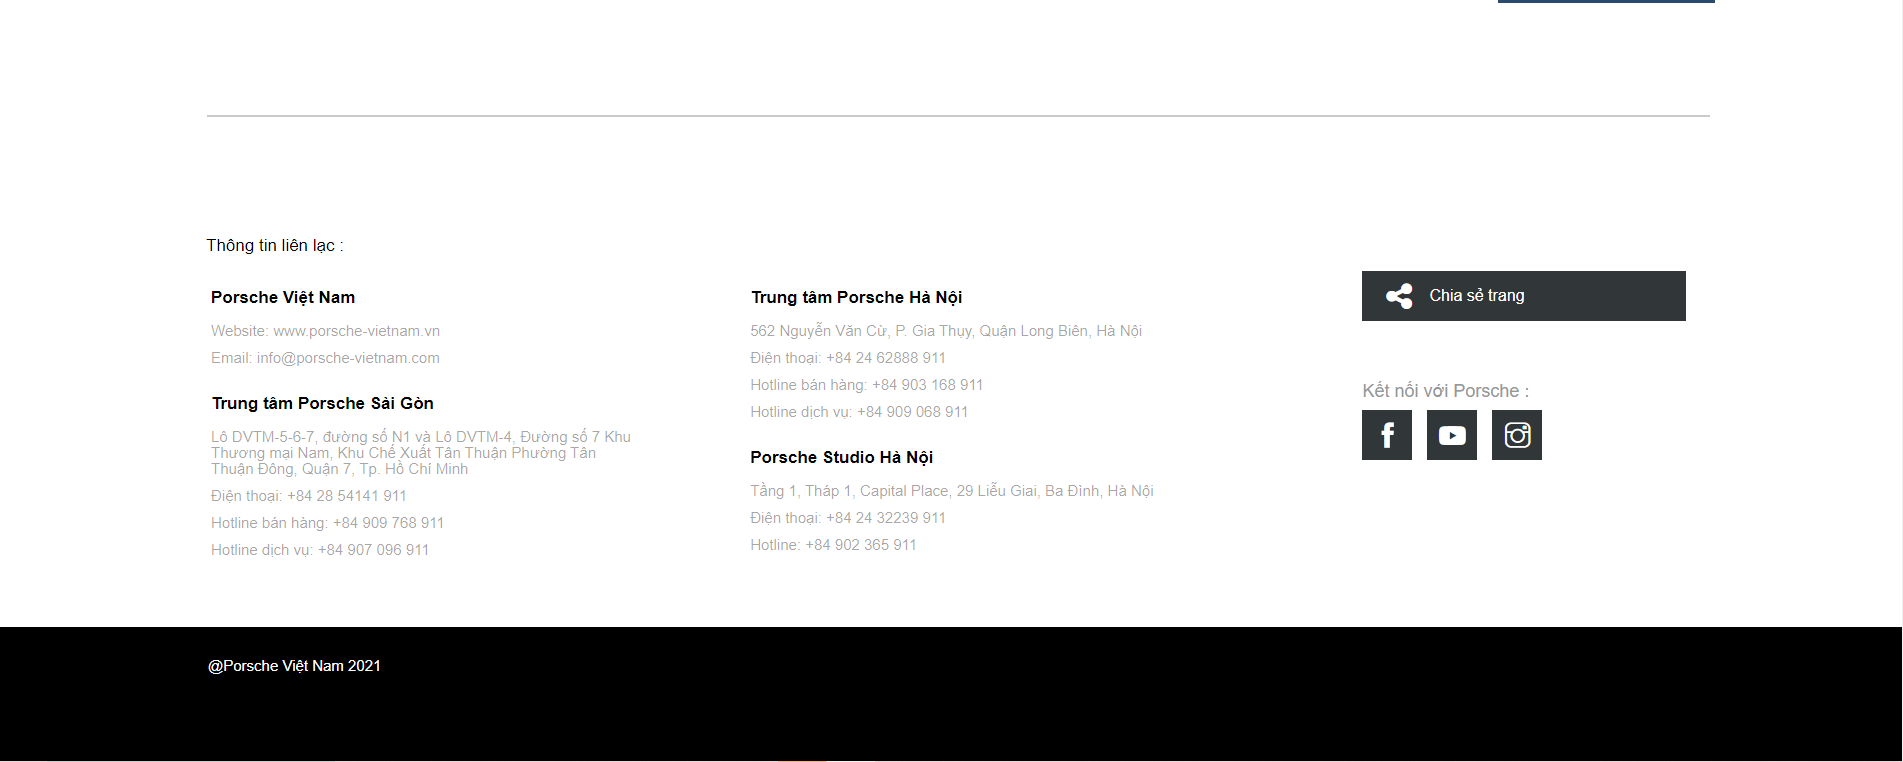 Thông tin liên lạc :
Porsche Việt Nam
Website: www.porsche-vietnam.vn
Email: info@porsche-vietnam.com
Trung tâm Porsche Sài Gòn
Lô DVTM-5-6-7, đường số N1 và Lô DVTM-4, Đường số 7 Khu
Thương mại Nam, Khu Chế Xuất Tân Thuận Phường Tân
Thuận Đông, Quận 7, Tp. Hồ Chí Minh
Điện thoại: +84 28 54141 911
Hotline bán hàng: +84 909 768 911
Hotline dịch vụ: +84 907 096 911
Trung tâm Porsche Hà Nội
562 Nguyễn Văn Cừ, P. Gia Thụy, Quận Long Biên, Hà Nội
Điện thoại: +84 24 62888 911
Hotline bán hàng: +84 903 168 911
Hotline dịch vụ: +84 909 068 911
Porsche Studio Hà Nội
Tầng 1, Tháp 1, Capital Place, 29 Liễu Giai, Ba Đình, Hà Nội
Điện thoại: +84 24 32239 911
Hotline: +84 902 365 911
Chia sẻ trang
Kết nối với Porsche :
@Porsche Việt Nam 2021